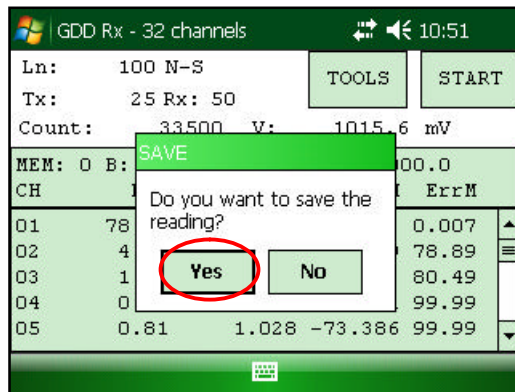 GDD Rx - 32 channels 10:51
Ln: 100 N-S
TOOLS START
Tx: 25 Rx: 50
Count: 33500 V: 1015.6 mV
SAVE
MEM: 0 B: 00.0
CH ErrM
Do you want to save the
reading?
Yes No
01 78 0.007
02 4 78.89
03 1 80.49
04 0 99.99
05 0.81 1.028 -73.386 99.99